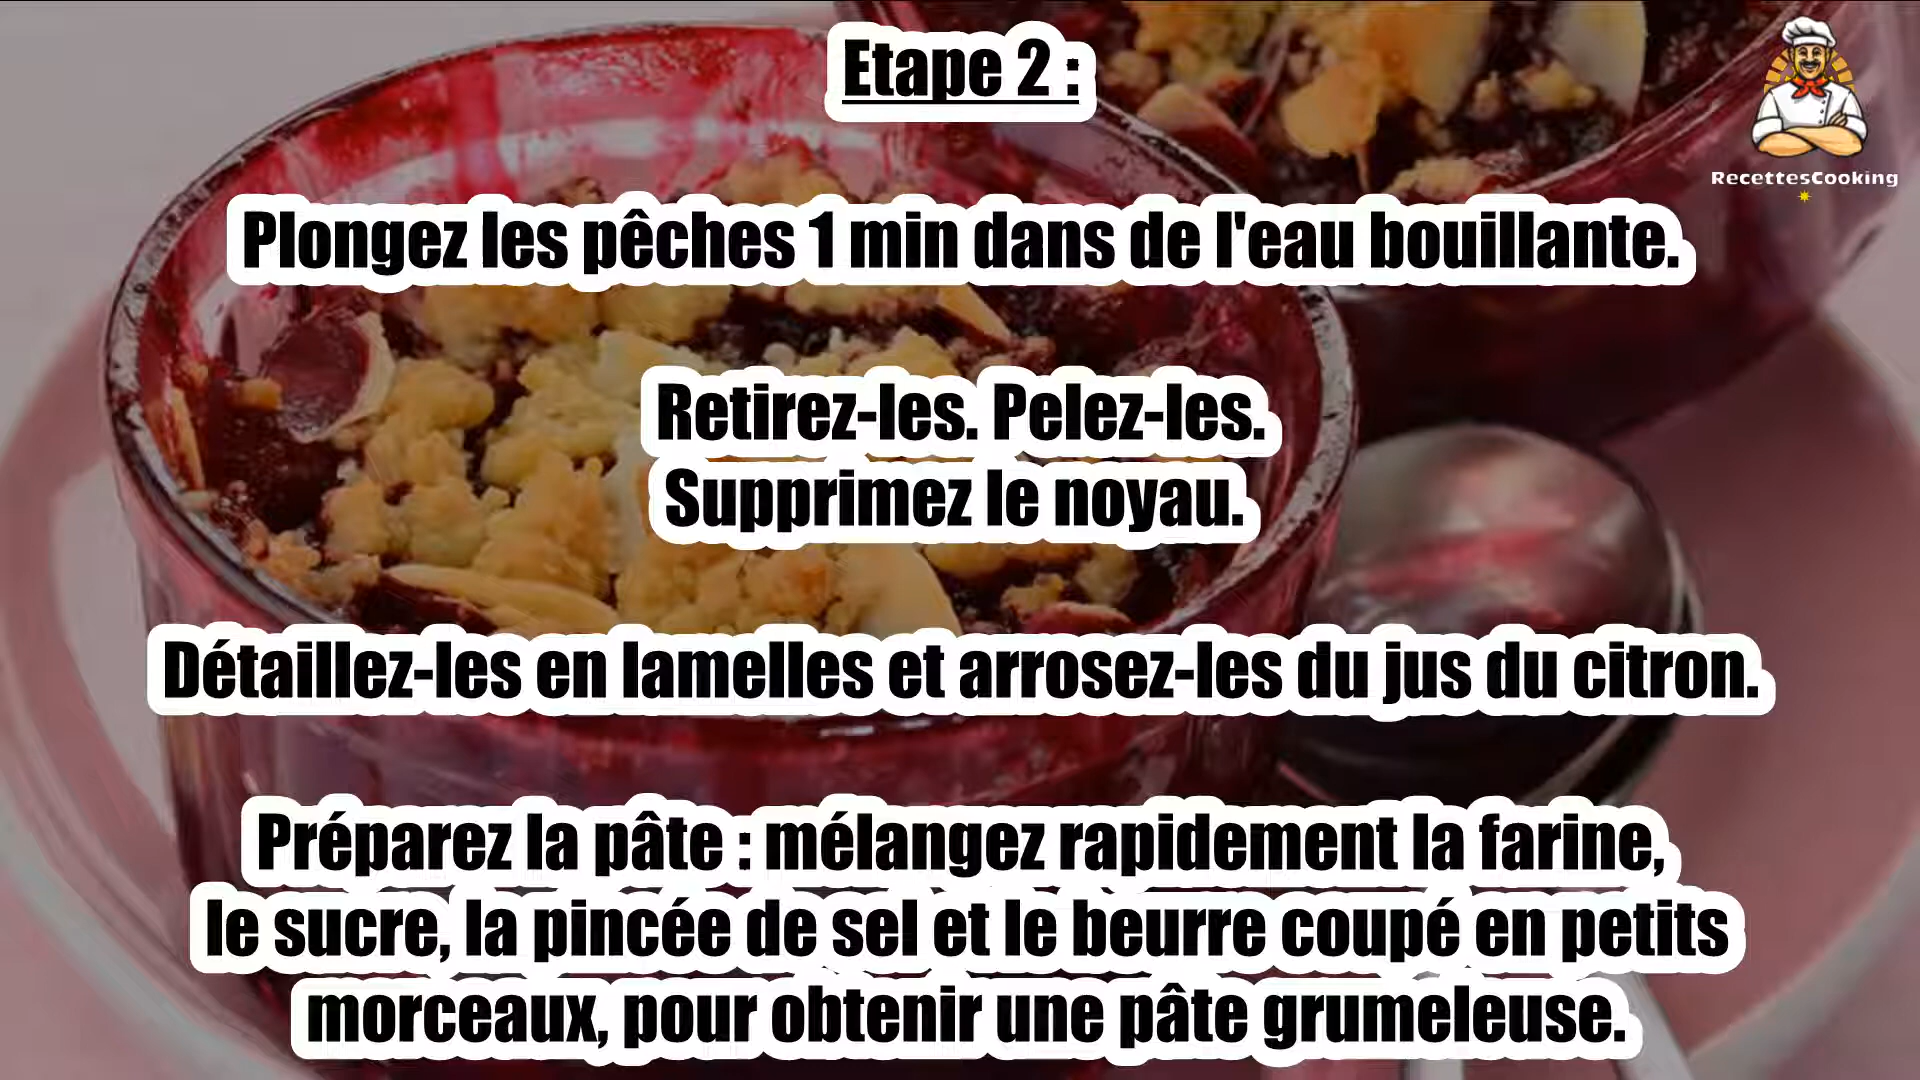 Etape 2 :
RecettesCooking
Plongez les pêches 1 min dans de l'eau bouillante.
Retirez-les. Pelez-les.
Supprimez le noyau.
Détaillez-les en lamelles et arrosez-les du jus du citron.
Préparez la pâte : mélangez rapidement la farine,
le sucre, la pincée de sel et le beurre coupé en petits
morceaux, pour obtenir une pâte grumeleuse.